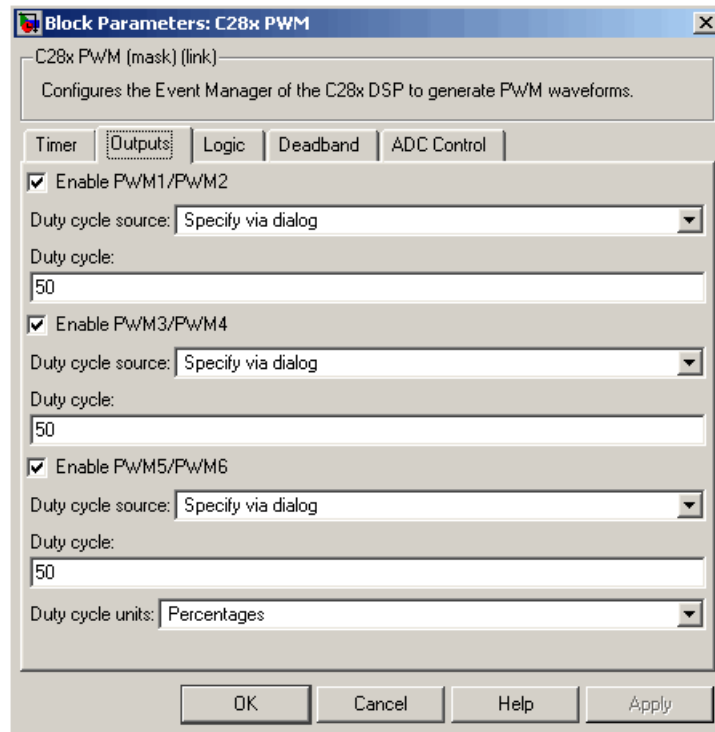 Block Parameters: C28x PWM
C28x PWM (mask) (link)
Configures the Event Manager of the C28x DSP to generate PWM waveforms.
Timer Outputs Logic Deadband ADC Control
Enable PWM1/PWM2
Duty cycle source: Specify via dialog
Duty cycle:
50
Enable PWM3/PWM4
Duty cycle source: Specify via dialog
Duty cycle:
50
Enable PWM5/PWM6
Duty cycle source: Specify via dialog
Duty cycle:
50
Duty cycle units: Percentages
OK Cancel Help Apply